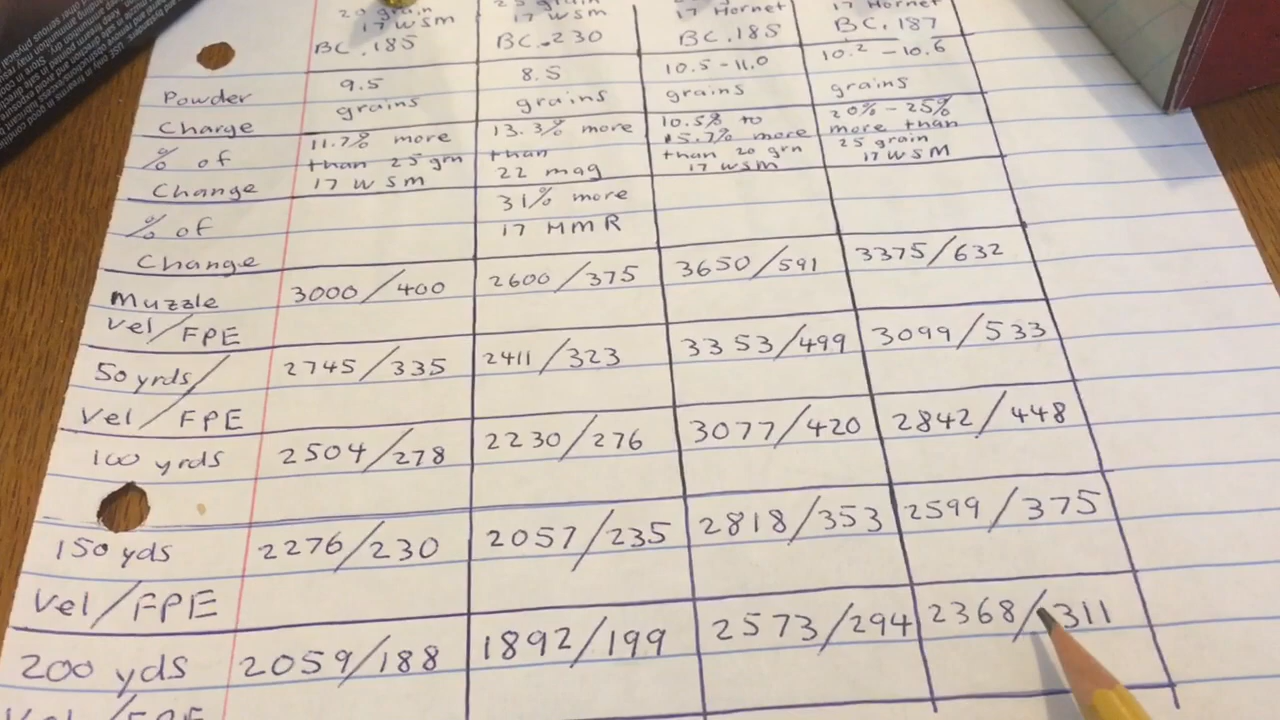 20 grain 25 grain 17 Hornet 17 Hornet
17 WSM 17 WSM
BC .185 BC .230 BC .185 BC .187
Powder 9.5 8.5 10.5 - 11.0 10.2 - 10.6
Charge grains grains grains grains
% of 11.7% more 13.3% more 10.5% to 20% - 25%
Change than 25 grn than 15.7% more more than
17 WSM 22 mag than 20 grn 25 grain
17 WSM 17 WSM
% of 31% more
Change 17 HMR
Muzzle 3000/400 2600/375 3650/591 3375/632
Vel/FPE
50 yrds/ 2745/335 2411/323 3353/499 3099/533
Vel/FPE
100 yrds 2504/278 2230/276 3077/420 2842/448
150 yds 2276/230 2057/235 2818/353 2599/375
Vel/FPE
200 yds 2059/188 1892/199 2573/294 2368/311
Vel/FPE